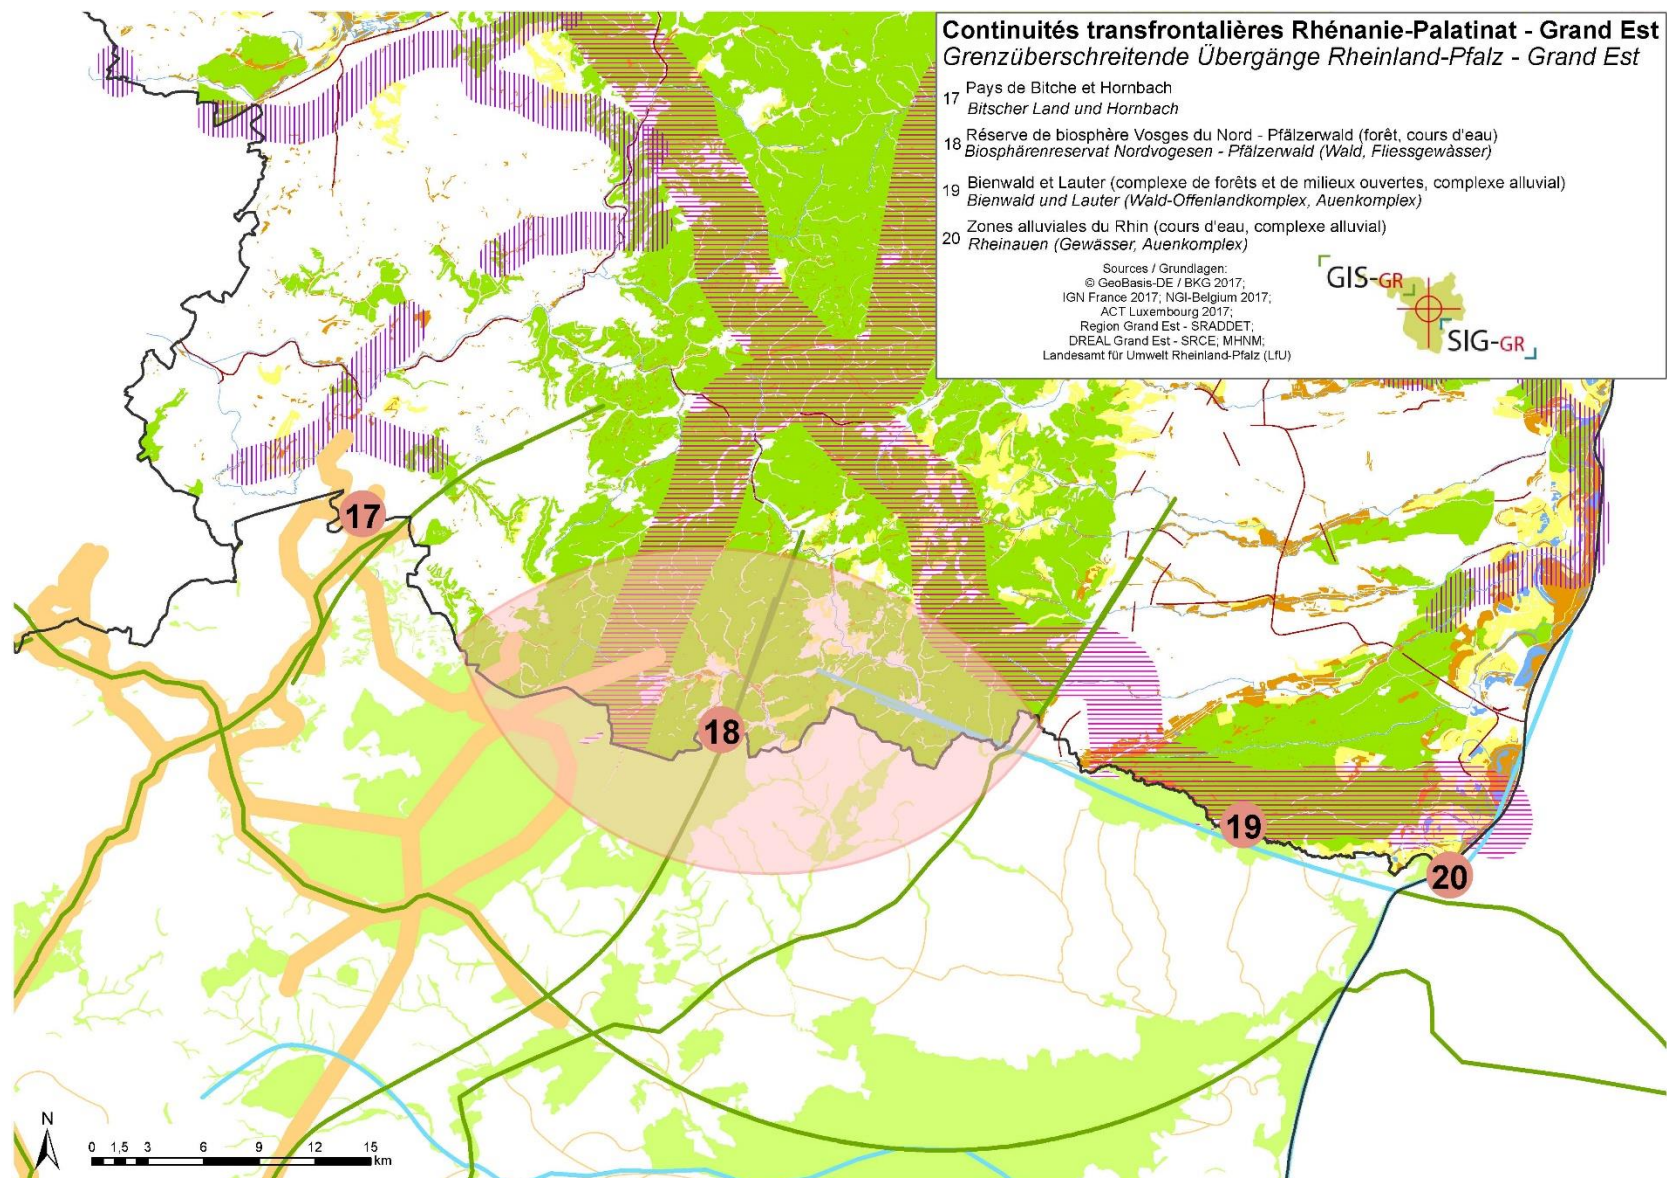 Continuités transfrontalières Rhénanie-Palatinat - Grand Est
Grenzüberschreitende Übergänge Rheinland-Pfalz - Grand Est
17 Pays de Bitche et Hornbach
Bitscher Land und Hornbach
18 Réserve de biosphère Vosges du Nord - Pfälzerwald (forêt, cours d'eau)
Biosphärenreservat Nordvogesen - Pfälzerwald (Wald, Fliessgewàsser)
19 Bienwald et Lauter (complexe de forêts et de milieux ouvertes, complexe alluvial)
Bienwald und Lauter (Wald-Offenlandkomplex, Auenkomplex)
20 Zones alluviales du Rhin (cours d'eau, complexe alluvial)
Rheinauen (Gewässer, Auenkomplex)
Sources / Grundlagen:
© GeoBasis-DE / BKG 2017;
IGN France 2017; NGI-Belgium 2017;
ACT Luxembourg 2017;
Region Grand Est - SRADDET;
DREAL Grand Est - SRCE; MHNM;
Landesamt für Umwelt Rheinland-Pfalz (LfU)
GIS-GR
SIG-GR
17
18
19
20
N
0 1,5 3 6 9 12 15
km